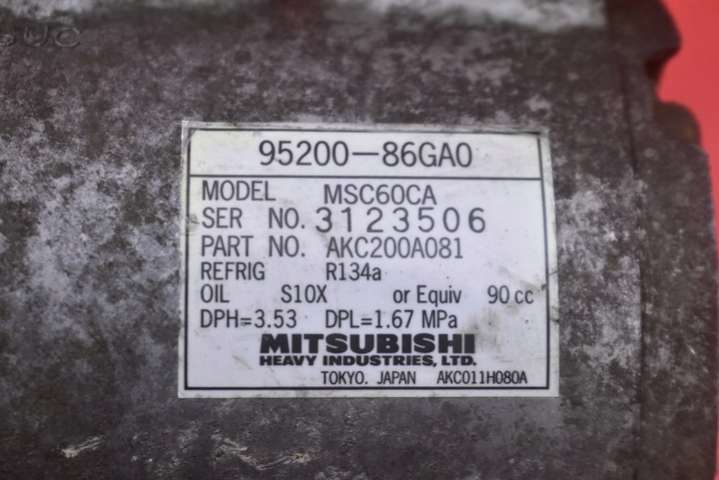 95200-86GA0
MODEL MSC60CA
SER NO. 3123506
PART NO. AKC200A081
REFRIG R134a
OIL S10X or Equiv 90 cc
DPH=3.53 DPL=1.67 MPa
MITSUBISHI
HEAVY INDUSTRIES, LTD.
TOKYO. JAPAN AKC011H080A